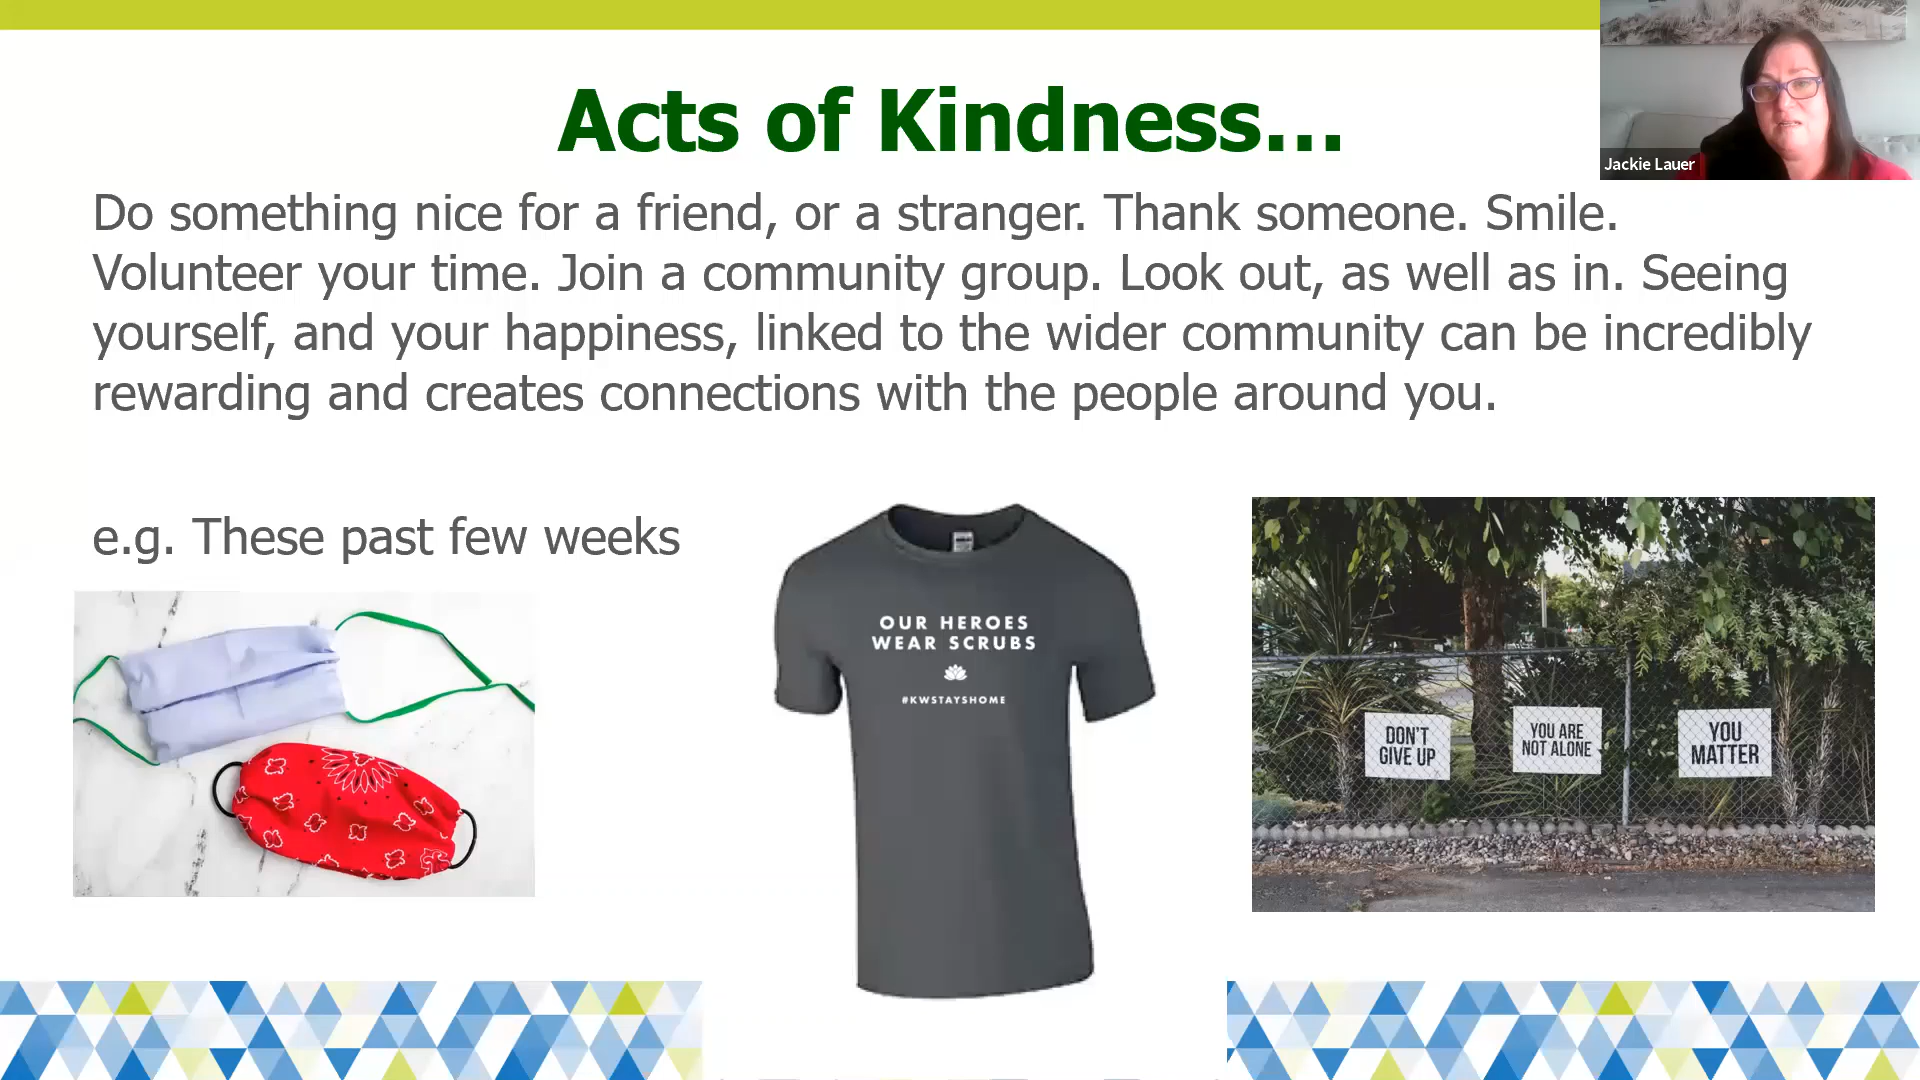 Acts of Kindness...
Jackie Lauer
Do something nice for a friend, or a stranger. Thank someone. Smile.
Volunteer your time. Join a community group. Look out, as well as in. Seeing
yourself, and your happiness, linked to the wider community can be incredibly
rewarding and creates connections with the people around you.
e.g. These past few weeks
OUR HEROES
WEAR SCRUBS
#KWSTAYSHOME
DON'T
GIVE UP
YOU ARE
NOT ALONE
YOU
MATTER